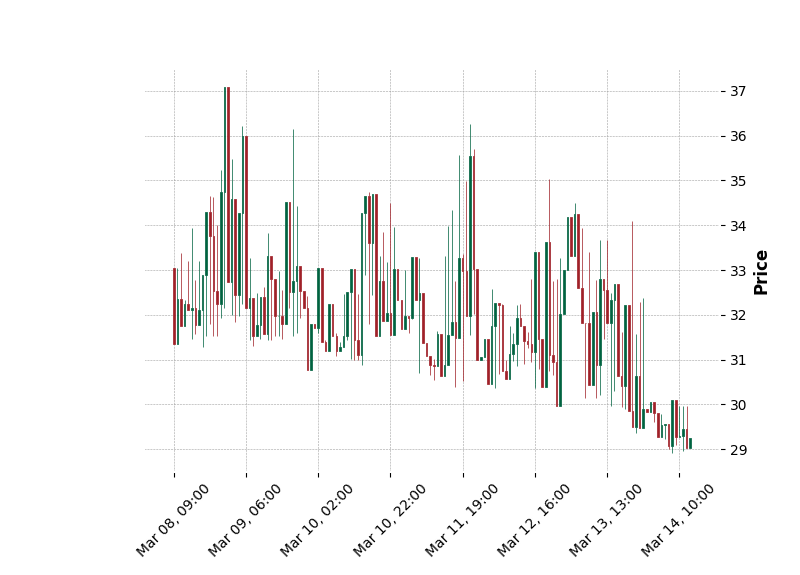 37
36
35
34
33
32
31
30
29
Price
Mar 08, 09:00
Mar 09, 06:00
Mar 10, 02:00
Mar 10, 22:00
Mar 11, 19:00
Mar 12, 16:00
Mar 13, 13:00
Mar 14, 10:00